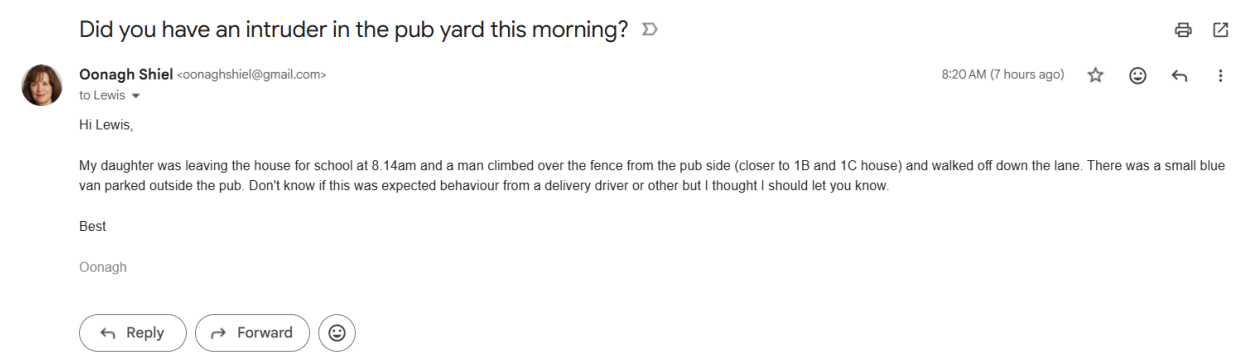 Did you have an intruder in the pub yard this morning?
Oonagh Shiel <oonaghshiel@gmail.com>
8:20 AM (7 hours ago)
to Lewis
Hi Lewis,
My daughter was leaving the house for school at 8.14am and a man climbed over the fence from the pub side (closer to 1B and 1C house) and walked off down the lane. There was a small blue
van parked outside the pub. Don't know if this was expected behaviour from a delivery driver or other but I thought I should let you know.
Best
Oonagh
Reply
Forward